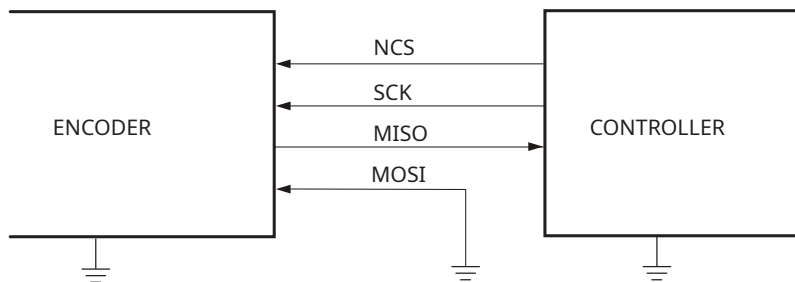 NCS
SCK
ENCODER
CONTROLLER
MISO
MOSI